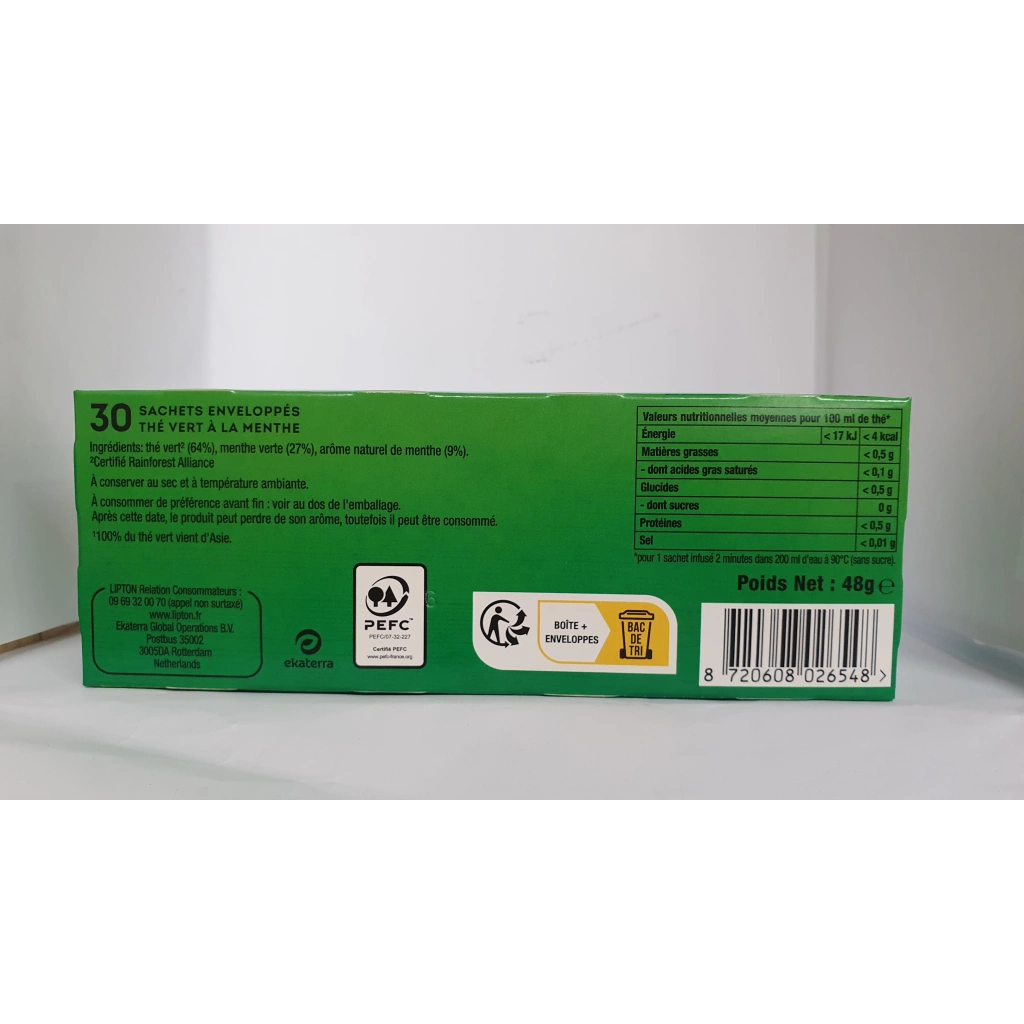 30 SACHETS ENVELOPPÉS
THÉ VERT À LA MENTHE
Ingrédients: thé vert² (64%), menthe verte (27%), arôme naturel de menthe (9%).
²Certifié Rainforest Alliance
À conserver au sec et à température ambiante.
À consommer de préférence avant fin : voir au dos de l'emballage.
Après cette date, le produit peut perdre de son arôme, toutefois il peut être consommé.
¹100% du thé vert vient d'Asie.
LIPTON Relation Consommateurs :
09 69 32 00 70 (appel non surtaxé)
www.lipton.fr
Ekaterra Global Operations B.V.
Postbus 35002
3005DA Rotterdam
Netherlands
ekaterra
PEFC™
PEFC/07-32-227
Certifié PEFC
www.pefc-france.org
BOÎTE +
ENVELOPPES
BAC
DE
TRI
Valeurs nutritionnelles moyennes pour 100 ml de thé*
Énergie < 17 kJ < 4 kcal
Matières grasses < 0,5 g
- dont acides gras saturés < 0,1 g
Glucides < 0,5 g
- dont sucres 0 g
Protéines < 0,5 g
Sel < 0,01 g
*pour 1 sachet infusé 2 minutes dans 200 ml d'eau à 90°C (sans sucre).
Poids Net : 48g ℮
8 720608 026548 >